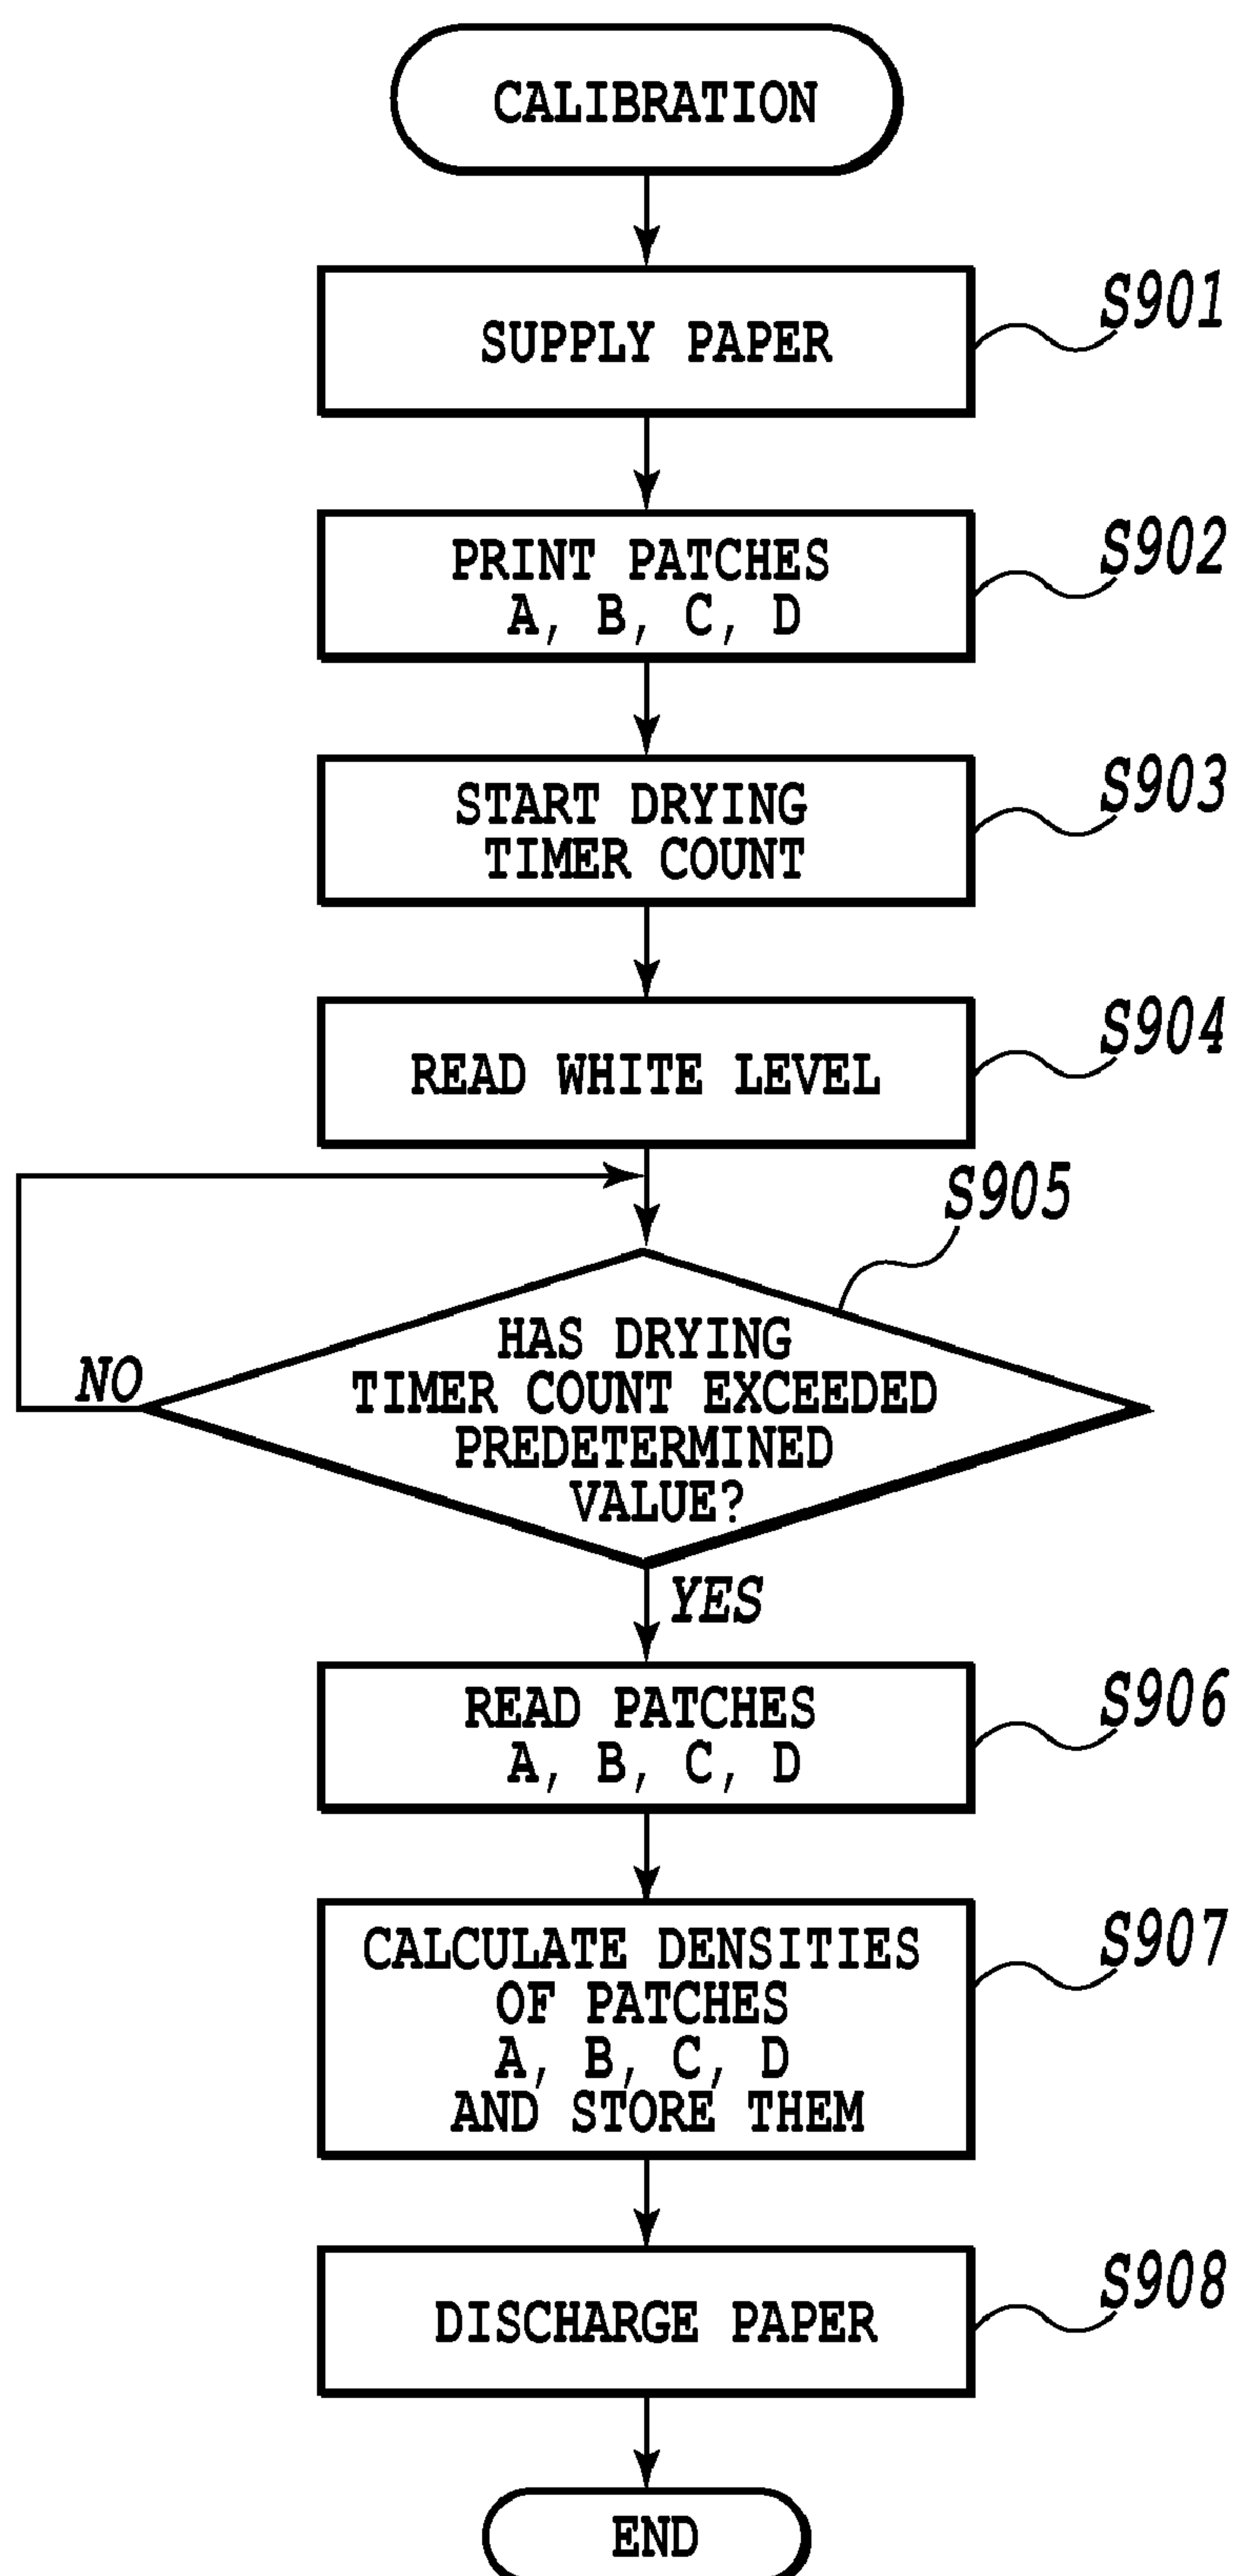 CALIBRATION
SUPPLY PAPER
S901
PRINT PATCHES
A, B, C, D
S902
START DRYING
TIMER COUNT
S903
READ WHITE LEVEL
S904
S905
HAS DRYING
TIMER COUNT EXCEEDED
PREDETERMINED
VALUE?
NO
YES
READ PATCHES
A, B, C, D
S906
CALCULATE DENSITIES
OF PATCHES
A, B, C, D
AND STORE THEM
S907
DISCHARGE PAPER
S908
END